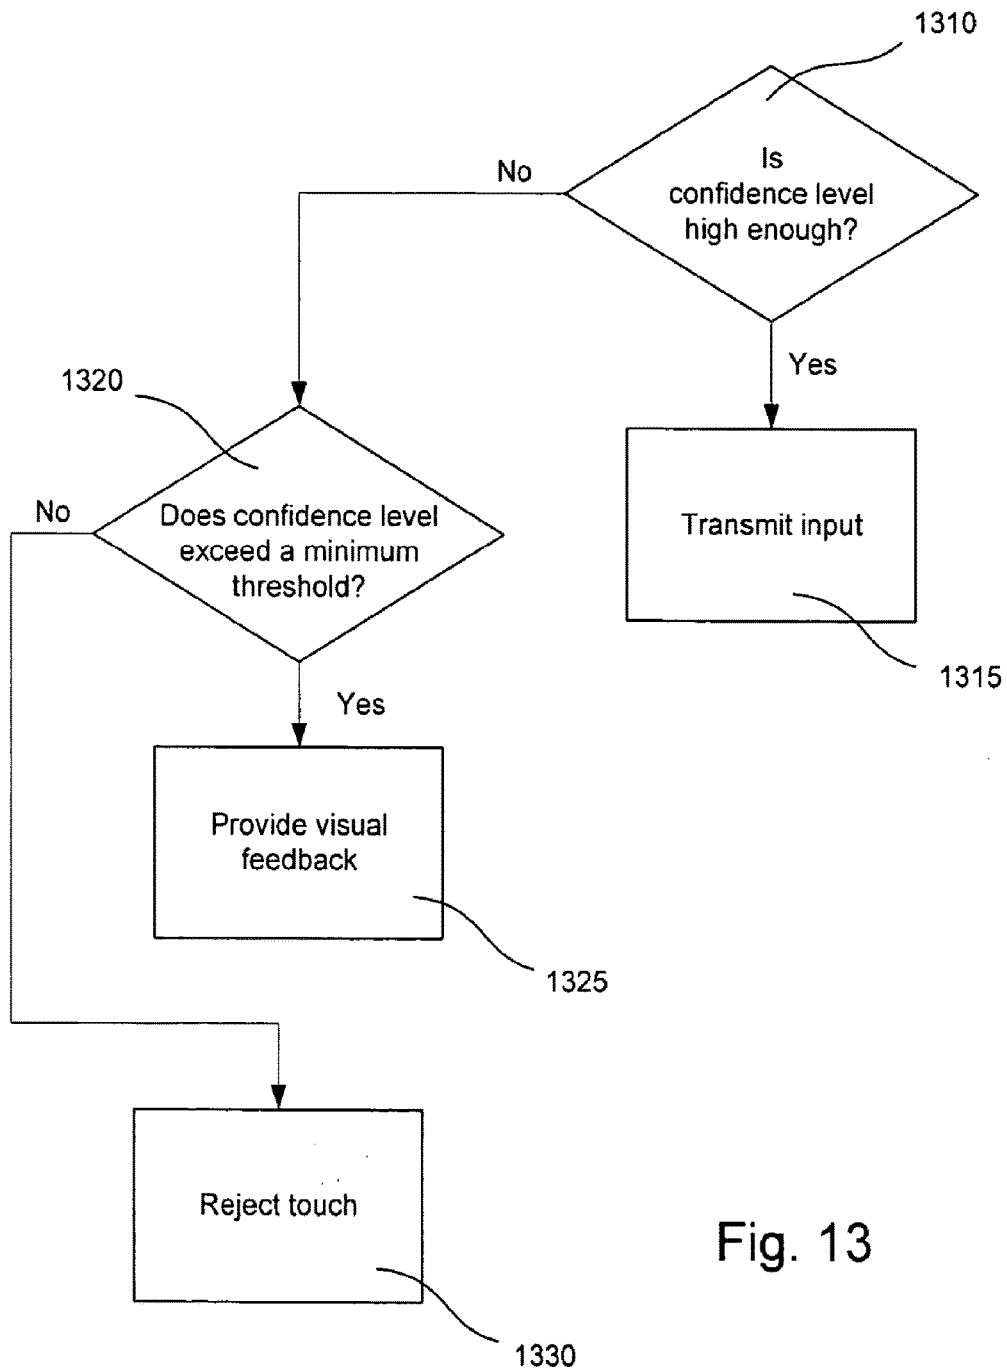 1310
Is
confidence level
high enough?
No
Yes
1320
Transmit input
No
Does confidence level
exceed a minimum
threshold?
1315
Yes
Provide visual
feedback
1325
Reject touch
Fig. 13
1330